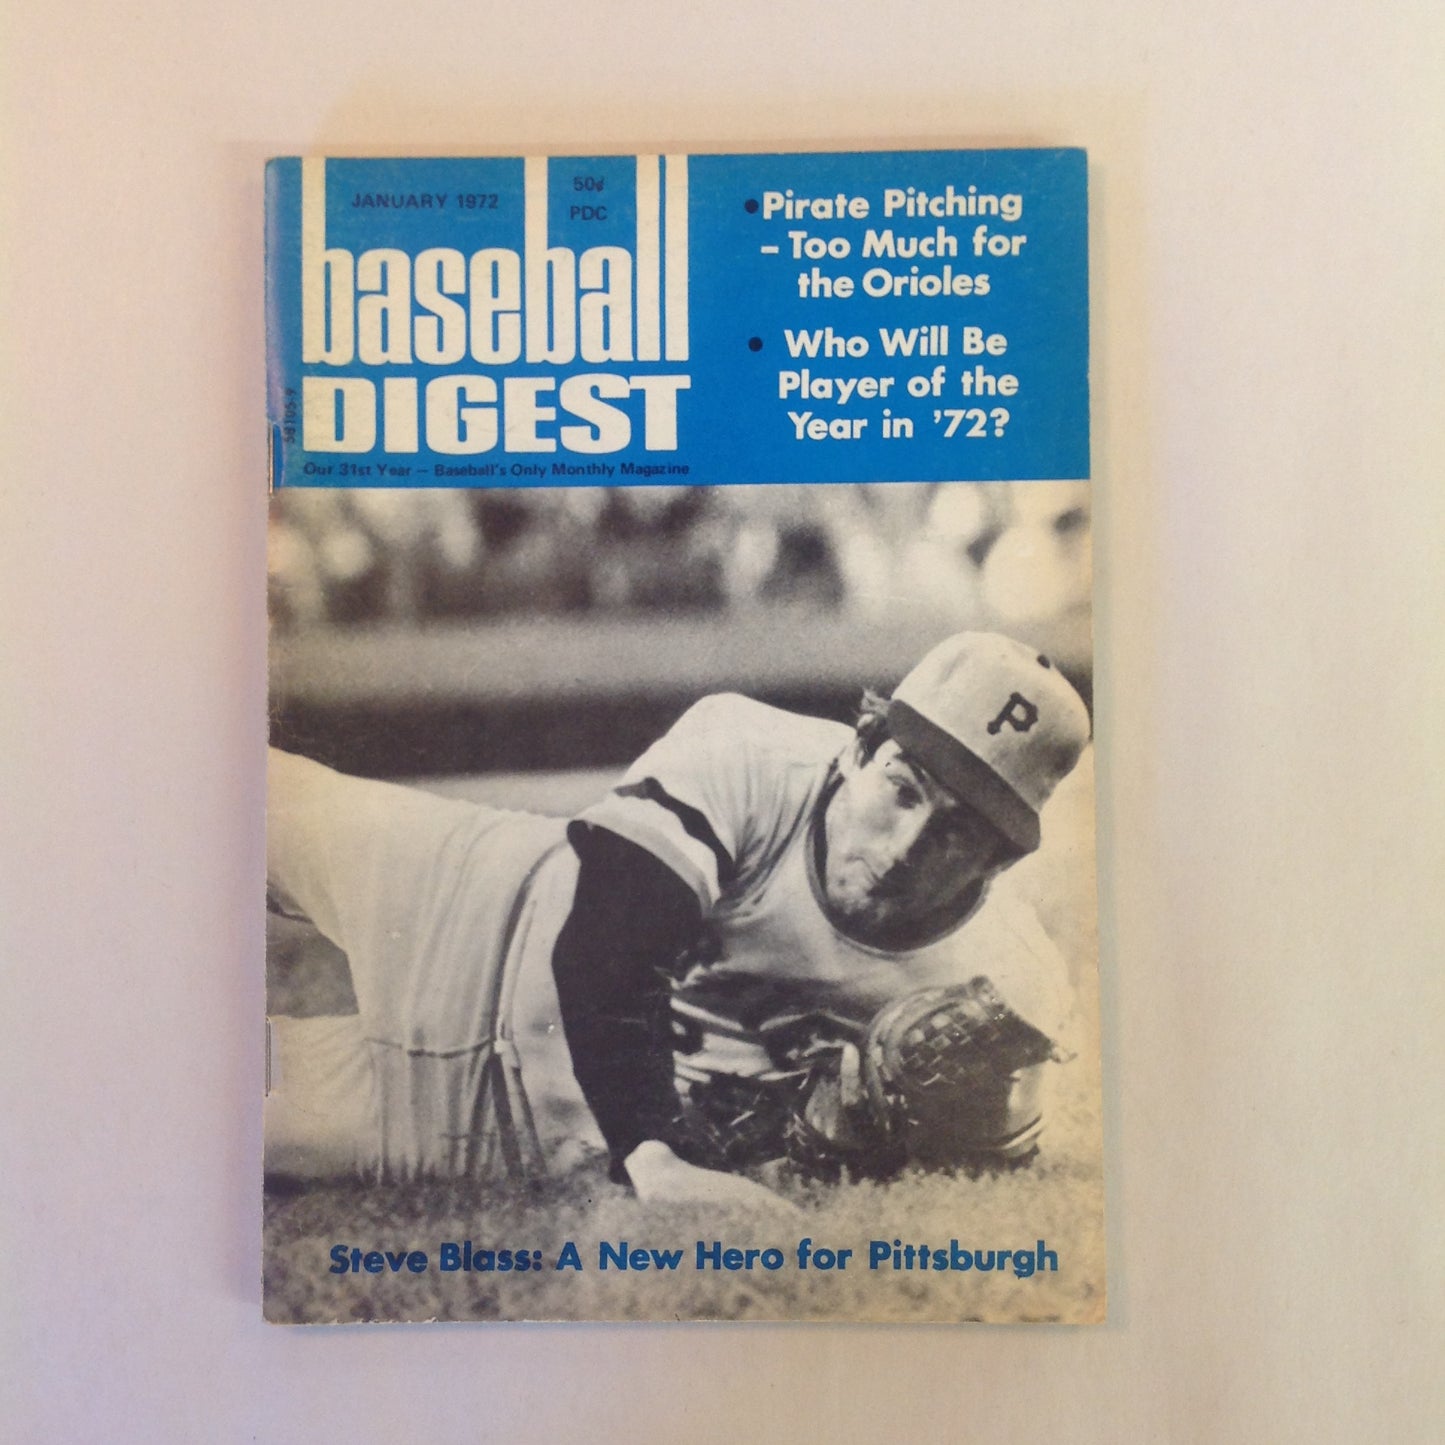 JANUARY 1972
50¢
PDC
baseball
DIGEST
Our 31st Year — Baseball's Only Monthly Magazine
•Pirate Pitching
– Too Much for
the Orioles
• Who Will Be
Player of the
Year in '72?
P
Steve Blass: A New Hero for Pittsburgh